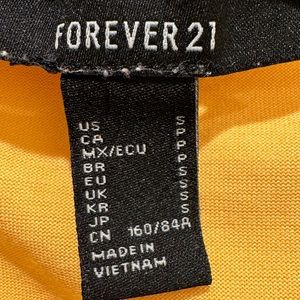 FOREVER 21
US S
CA P
MX/ECU P
BR P
EU S
UK S
KR S
JP S
CN 160/84A
MADE IN
VIETNAM